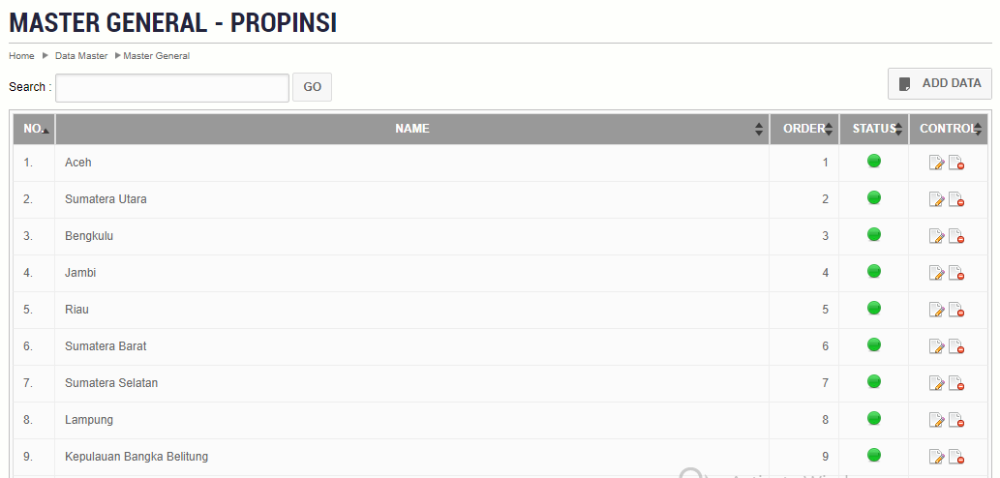 MASTER GENERAL - PROPINSI
Home Data Master Master General
Search : GO ADD DATA
NO. NAME ORDER STATUS CONTROL
1. Aceh 1
2. Sumatera Utara 2
3. Bengkulu 3
4. Jambi 4
5. Riau 5
6. Sumatera Barat 6
7. Sumatera Selatan 7
8. Lampung 8
9. Kepulauan Bangka Belitung 9